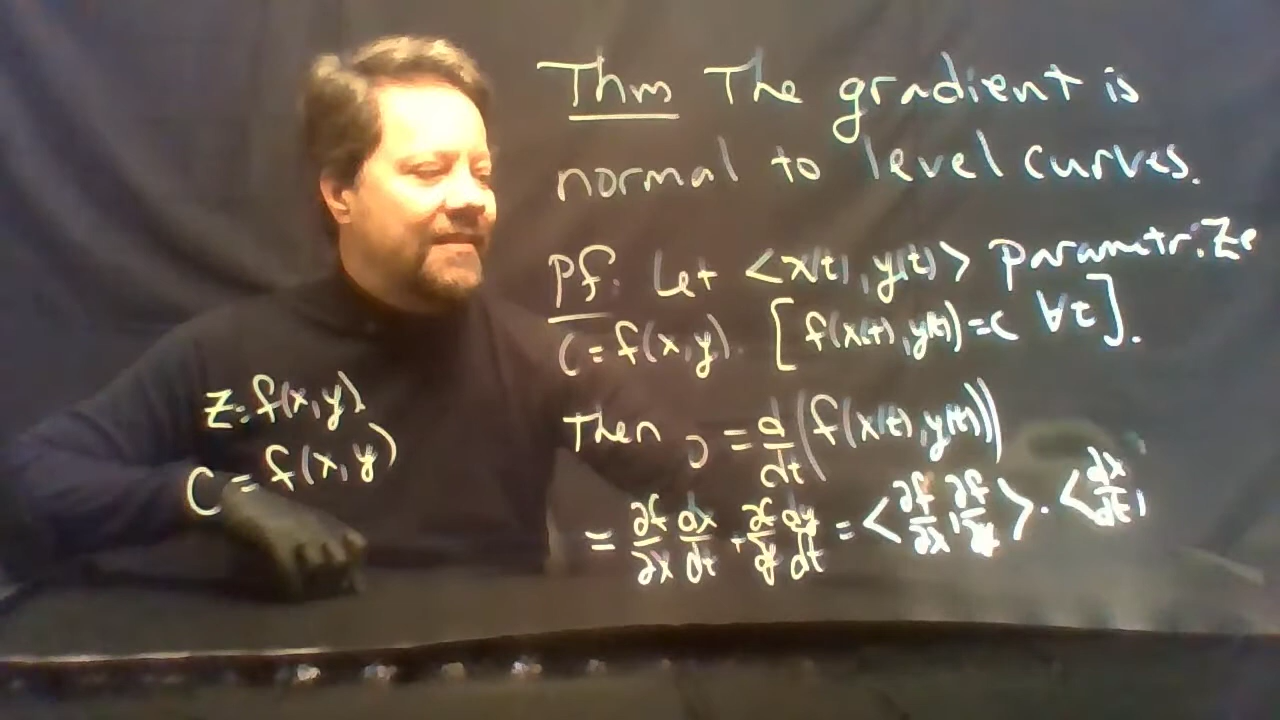 Thm The gradient is
normal to level curves.
pf: Let <x(t), y(t)> parametrize
C = f(x,y). [f(x(t), y(t)) = C ∀t].
Then 0 = d/dt (f(x(t), y(t)))
= ∂f/∂x dx/dt + ∂f/∂y dy/dt = <∂f/∂x, ∂f/∂y> · <dx/dt,
z = f(x,y)
C = f(x,y)